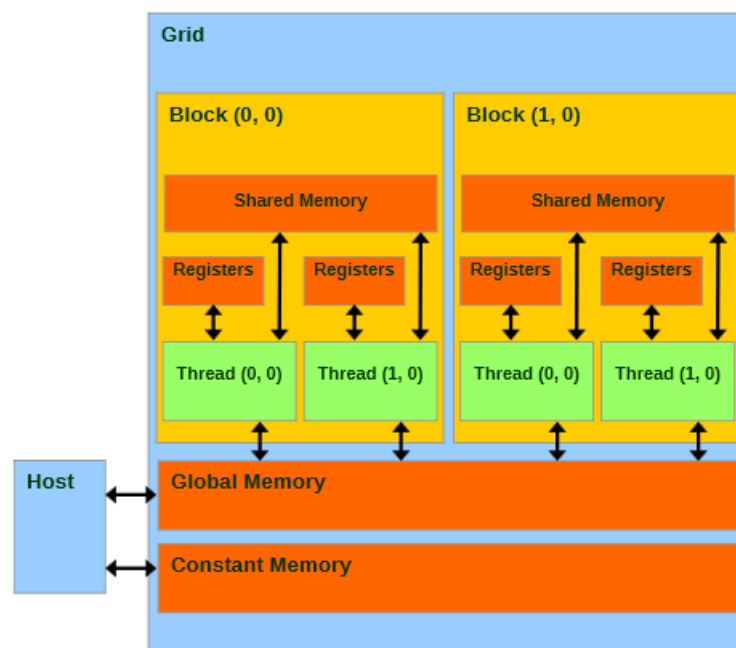 Grid
Block (0, 0)
Block (1, 0)
Shared Memory
Shared Memory
Registers
Registers
Registers
Registers
Thread (0, 0)
Thread (1, 0)
Thread (0, 0)
Thread (1, 0)
Host
Global Memory
Constant Memory